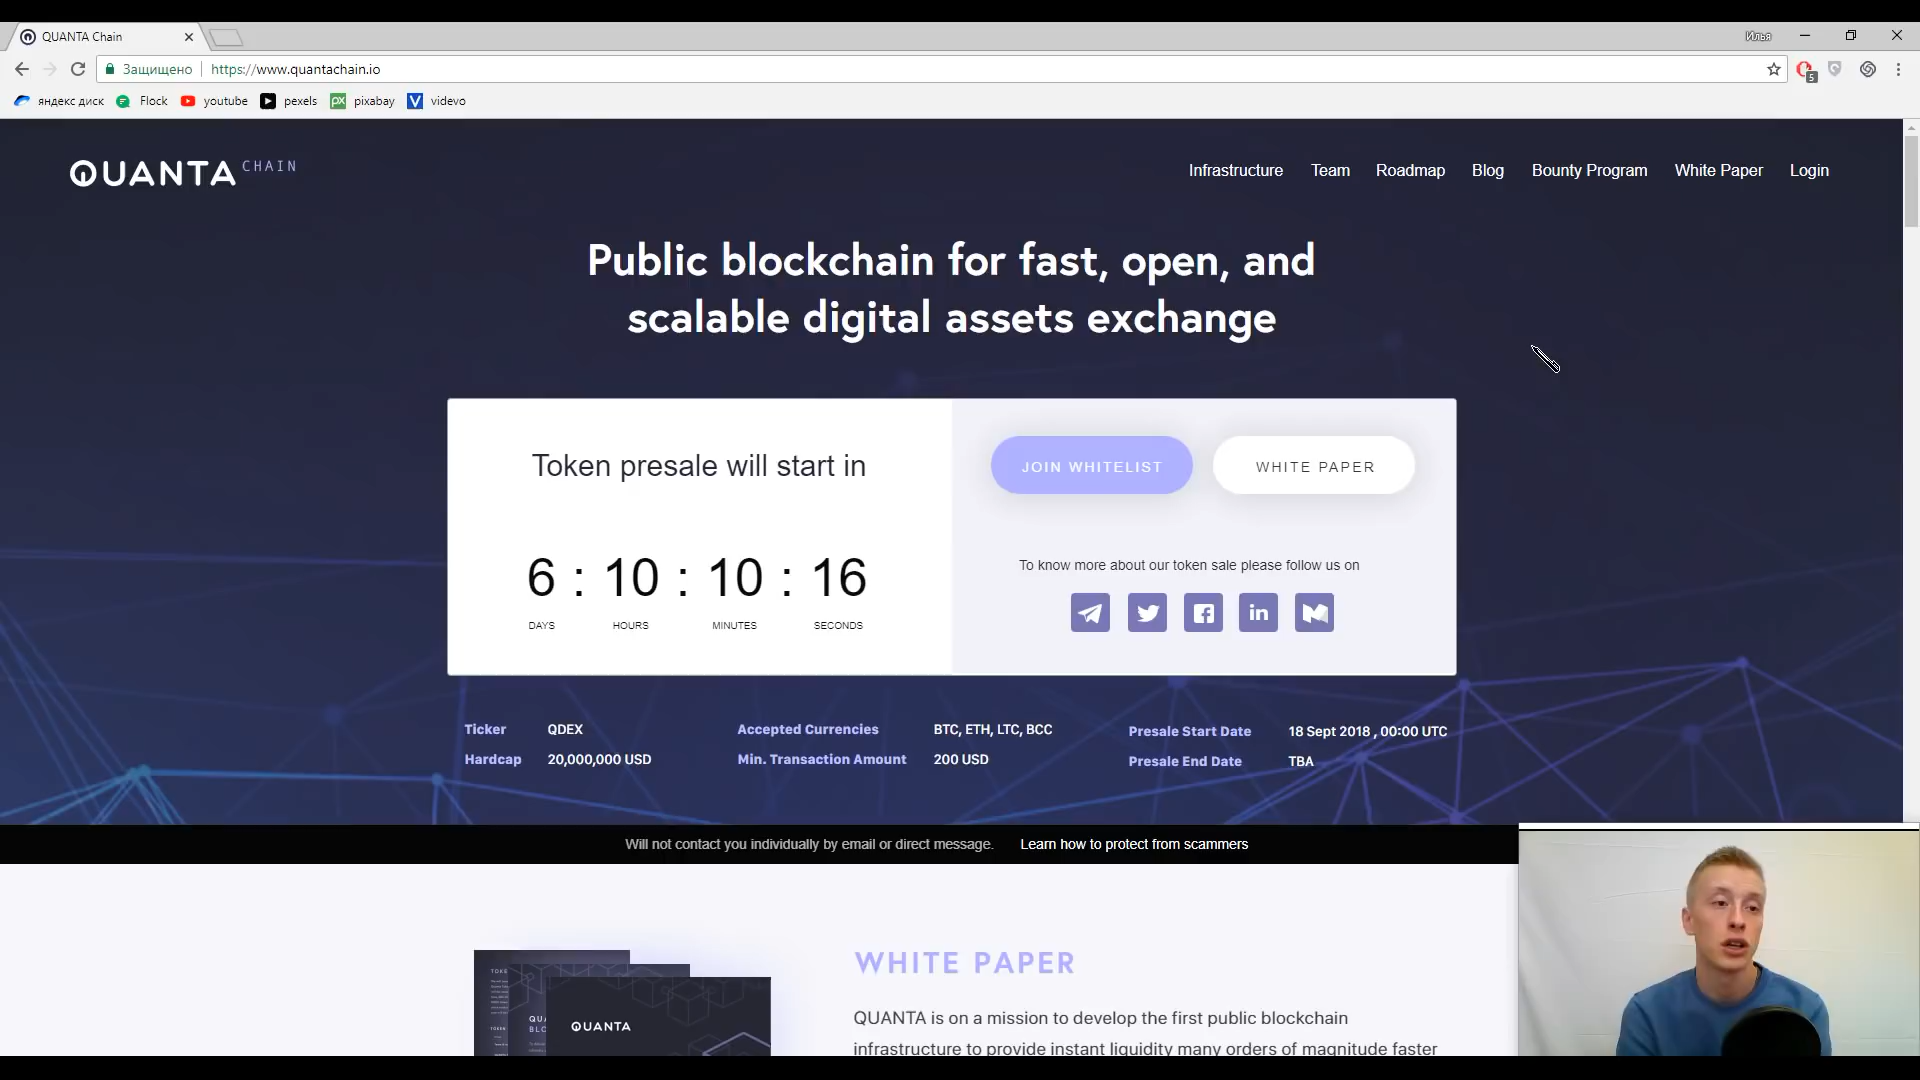 QUANTA Chain
Илья
Защищено
https://www.quantachain.io
5
яндекс диск
Flock
youtube
pexels
px
pixabay
V
videvo
QUANTA CHAIN
Infrastructure
Team
Roadmap
Blog
Bounty Program
White Paper
Login
Public blockchain for fast, open, and
scalable digital assets exchange
Token presale will start in
6 : 10 : 10 : 16
DAYS
HOURS
MINUTES
SECONDS
JOIN WHITELIST
WHITE PAPER
To know more about our token sale please follow us on
in
Ticker
QDEX
Hardcap
20,000,000 USD
Accepted Currencies
BTC, ETH, LTC, BCC
Min. Transaction Amount
200 USD
Presale Start Date
18 Sept 2018 , 00:00 UTC
Presale End Date
TBA
Will not contact you individually by email or direct message.
Learn how to protect from scammers
QUANTA
WHITE PAPER
QUANTA is on a mission to develop the first public blockchain
infrastructure to provide instant liquidity many orders of magnitude faster